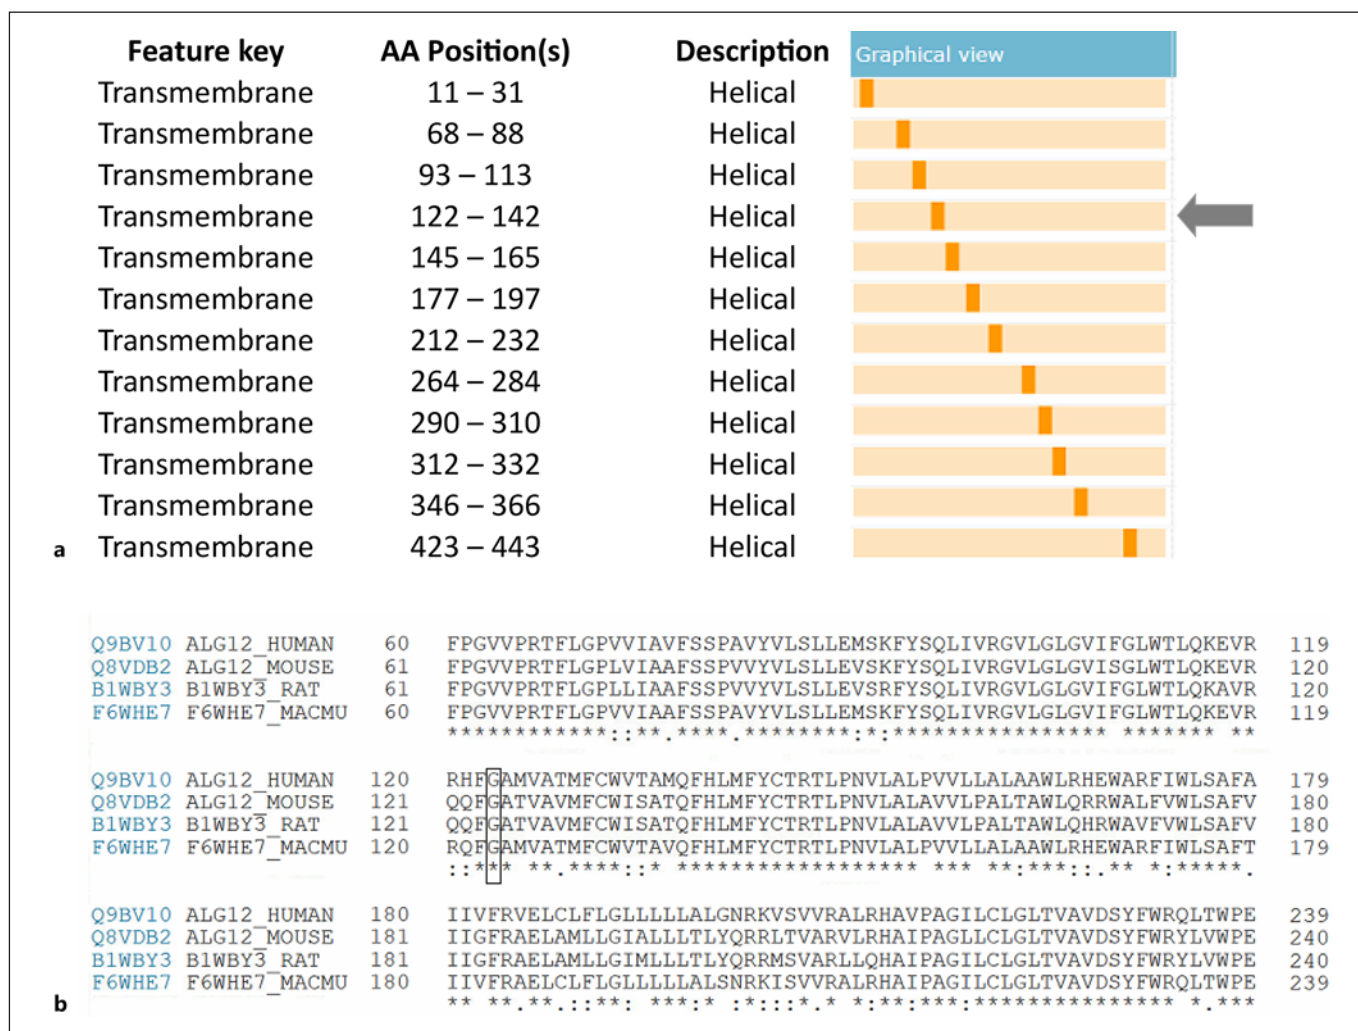 Feature key AA Position(s) Description Graphical view
Transmembrane 11 – 31 Helical
Transmembrane 68 – 88 Helical
Transmembrane 93 – 113 Helical
Transmembrane 122 – 142 Helical
Transmembrane 145 – 165 Helical
Transmembrane 177 – 197 Helical
Transmembrane 212 – 232 Helical
Transmembrane 264 – 284 Helical
Transmembrane 290 – 310 Helical
Transmembrane 312 – 332 Helical
Transmembrane 346 – 366 Helical
a Transmembrane 423 – 443 Helical
Q9BV10 ALG12_HUMAN 60 FPGVVPRTFLGPVVIAVFSSPAVYVLSLLEMSKFYSQLIVRGVLGLGVIFGLWTLQKEVR 119
Q8VDB2 ALG12_MOUSE 61 FPGVVPRTFLGPLVIAAFSSPVVYVLSLLEMSKFYSQLIVRGVLGLGVISGLWTLQKEVR 120
B1WBY3 B1WBY3_RAT 61 FPGVVPRTFLGPLLIAAFSSPVVYVLSLLEVSRFYSQLIVRGVLGLGVISGLWTLQKAVR 120
F6WHE7 F6WHE7_MACMU 60 FPGVVPRTFLGPVVIAAFSSPAVYVLSLLEMSKFYSQLIVRGVLGLGVIFGLWTLQKEVR 119
************::**.****.********:*:**************** ******* **
Q9BV10 ALG12_HUMAN 120 RHFGAMVATMFCWVTAMQFHLMFYCTRTLPNVLALPVVLLALAAWLRHEWARFIWLSAFA 179
Q8VDB2 ALG12_MOUSE 121 QQFGATVAVMFCWISATQFHLMFYCTRTLPNVLALAVVLPALTAWLQRRWALFVWLSAFV 180
B1WBY3 B1WBY3_RAT 121 QQFGATVAVMFCWISATQFHLMFYCTRTLPNVLALAVVLPALTAWLQHRWAVFVWLSAFV 180
F6WHE7 F6WHE7_MACMU 120 RQFGAVVATMFCWVTAVQFHLMFYCTRTLPNVLALPVVLLALAAWLRHEWARFIWLSAFT 179
::*** **.****::* ****************** *** **:***::.** *:*****.
Q9BV10 ALG12_HUMAN 180 IIVFRVELCLFLGLLLLLALGNRKVSVVRALRHAVPAGILCLGLTVAVDSYFWRQLTWPE 239
Q8VDB2 ALG12_MOUSE 181 IIGFRAELAMLLGIALLLTLYQRRLTVARVLRHAIPAGLLCLGLTVAVDSYFWRYLVWPE 240
B1WBY3 B1WBY3_RAT 181 IIGFRAELAMLLGIMLLLTLYQRRMSVARLLQHAIPAGLLCLGLTVAVDSYFWRYLVWPE 240
F6WHE7 F6WHE7_MACMU 180 IIVFRVELCLFLGLLLLLALSNRKISVVRALRHAVPAGILCLGLTVAVDSYFWRQLTWPE 239
** **.**.::**: ***:* :*:::*.* *:**:***:*************** *.***
b